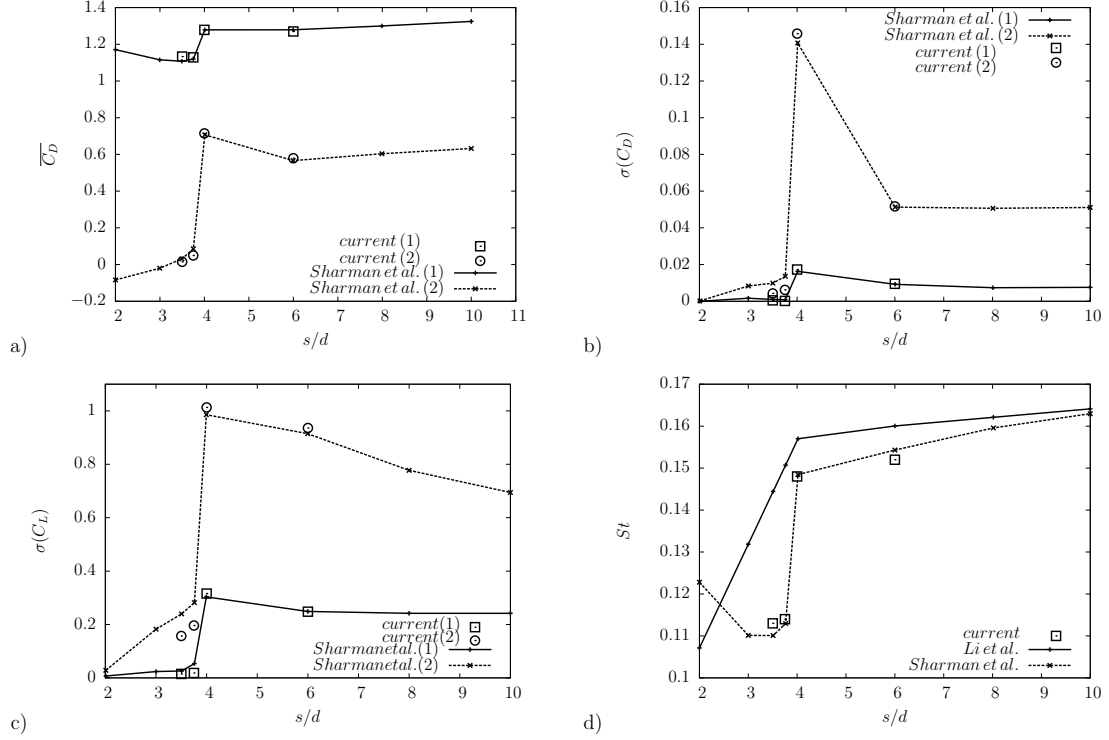 1.4
1.2
1
0.8
0.6
0.4
0.2
0
−0.2
C_D
2 3 4 5 6 7 8 9 10 11
s/d
current (1)
current (2)
Sharman et al. (1)
Sharman et al. (2)
a)
0.16
0.14
0.12
0.1
0.08
0.06
0.04
0.02
0
σ(C_D)
2 3 4 5 6 7 8 9 10
s/d
Sharman et al. (1)
Sharman et al. (2)
current (1)
current (2)
b)
1
0.8
0.6
0.4
0.2
0
σ(C_L)
2 3 4 5 6 7 8 9 10
s/d
current(1)
current(2)
Sharmanetal.(1)
Sharmanetal.(2)
c)
0.17
0.16
0.15
0.14
0.13
0.12
0.11
0.1
St
2 3 4 5 6 7 8 9 10
s/d
current
Li et al.
Sharman et al.
d)